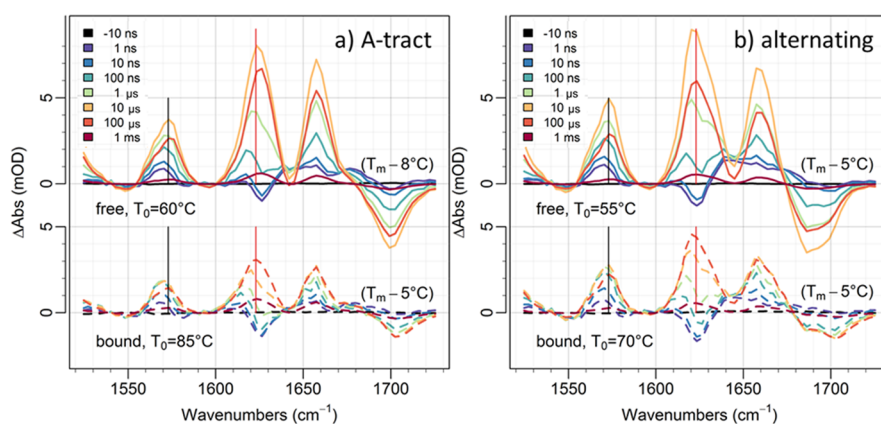 a) A-tract
-10 ns
1 ns
10 ns
100 ns
1 µs
10 µs
100 µs
1 ms
5
0
ΔAbs (mOD)
(Tm − 8°C)
free, T0=60°C
5
0
(Tm − 5°C)
bound, T0=85°C
1550
1600
1650
1700
Wavenumbers (cm−1)
b) alternating
-10 ns
1 ns
10 ns
100 ns
1 µs
10 µs
100 µs
1 ms
5
0
ΔAbs (mOD)
(Tm − 5°C)
free, T0=55°C
5
0
(Tm − 5°C)
bound, T0=70°C
1550
1600
1650
1700
Wavenumbers (cm−1)